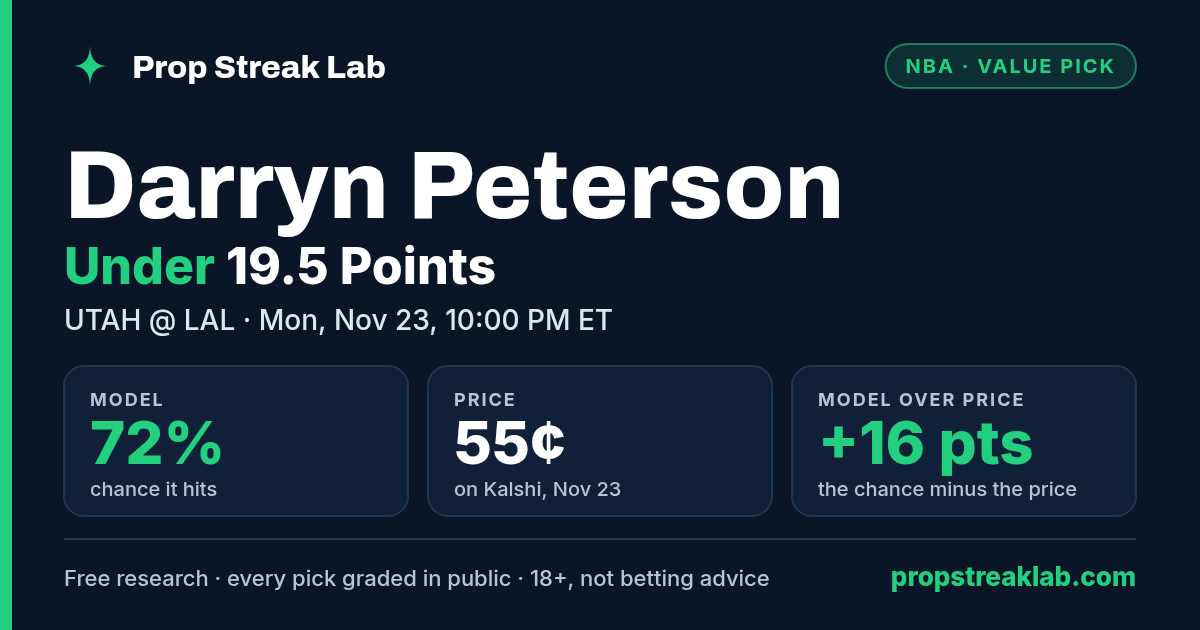 Prop Streak Lab
NBA · VALUE PICK
Darryn Peterson
Under 19.5 Points
UTAH @ LAL · Mon, Nov 23, 10:00 PM ET
MODEL
72%
chance it hits
PRICE
55¢
on Kalshi, Nov 23
MODEL OVER PRICE
+16 pts
the chance minus the price
Free research · every pick graded in public · 18+, not betting advice
propstreaklab.com